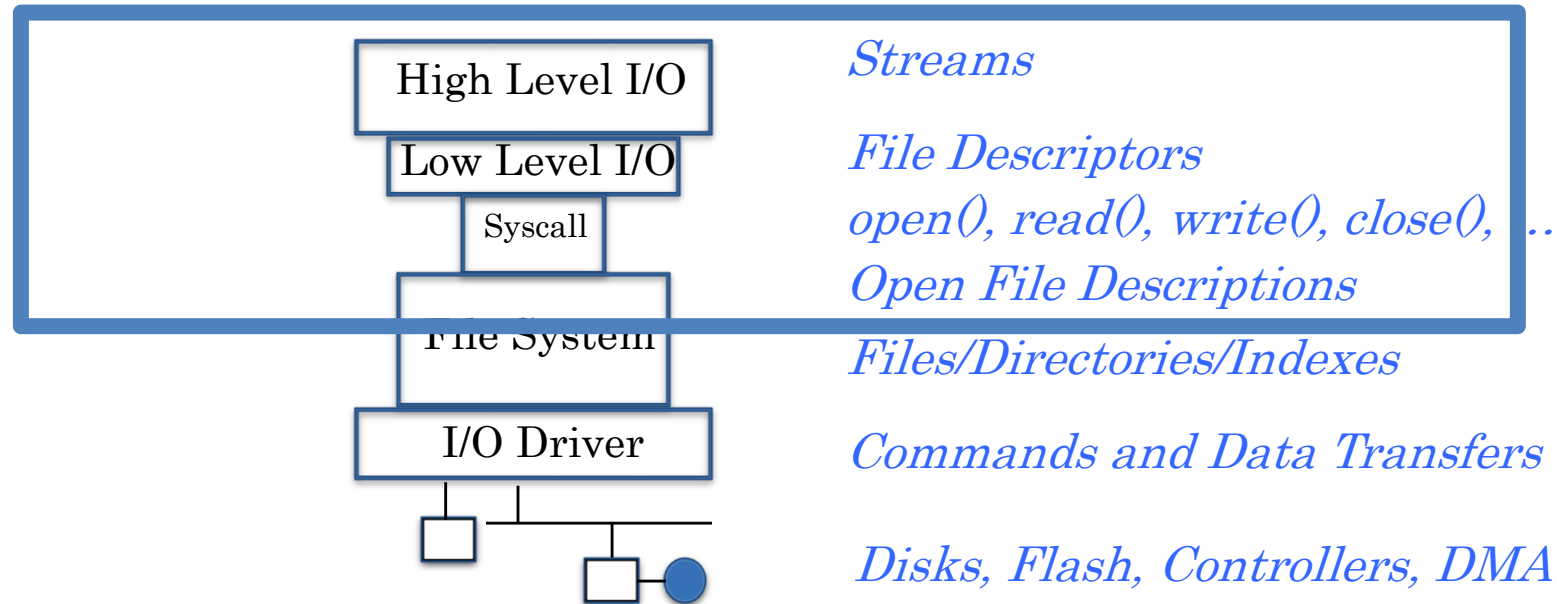 High Level I/O
Streams
Low Level I/O
File Descriptors
Syscall
open(), read(), write(), close(), …
Open File Descriptions
File System
Files/Directories/Indexes
I/O Driver
Commands and Data Transfers
Disks, Flash, Controllers, DMA